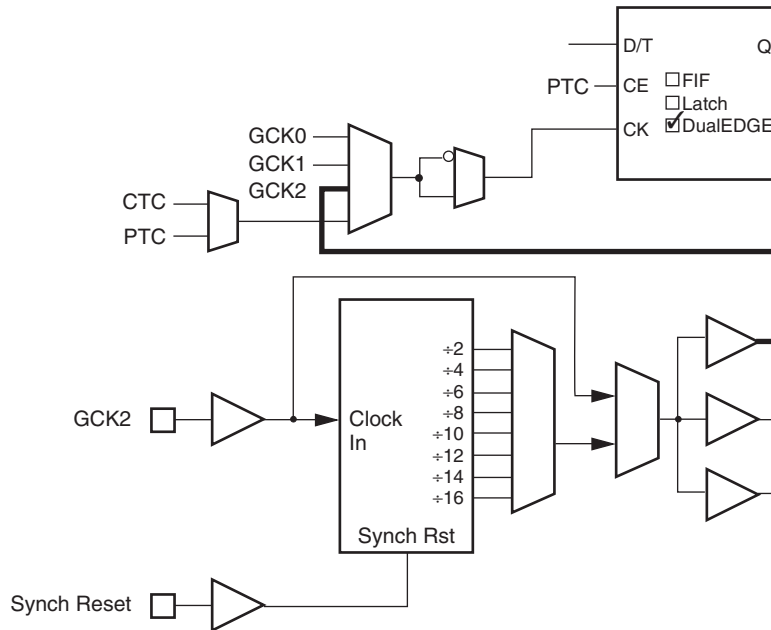 D/T
Q
PTC
CE
FIF
Latch
CK
DualEDGE
GCK0
GCK1
GCK2
CTC
PTC
÷2
÷4
÷6
÷8
÷10
÷12
÷14
÷16
GCK2
Clock
In
Synch Rst
Synch Reset